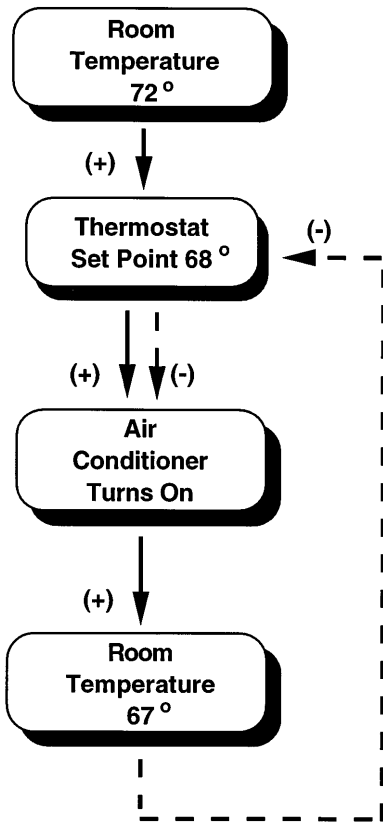 Room
Temperature
72 º
(+)
Thermostat
Set Point 68 º
(-)
(+)
(-)
Air
Conditioner
Turns On
(+)
Room
Temperature
67 º